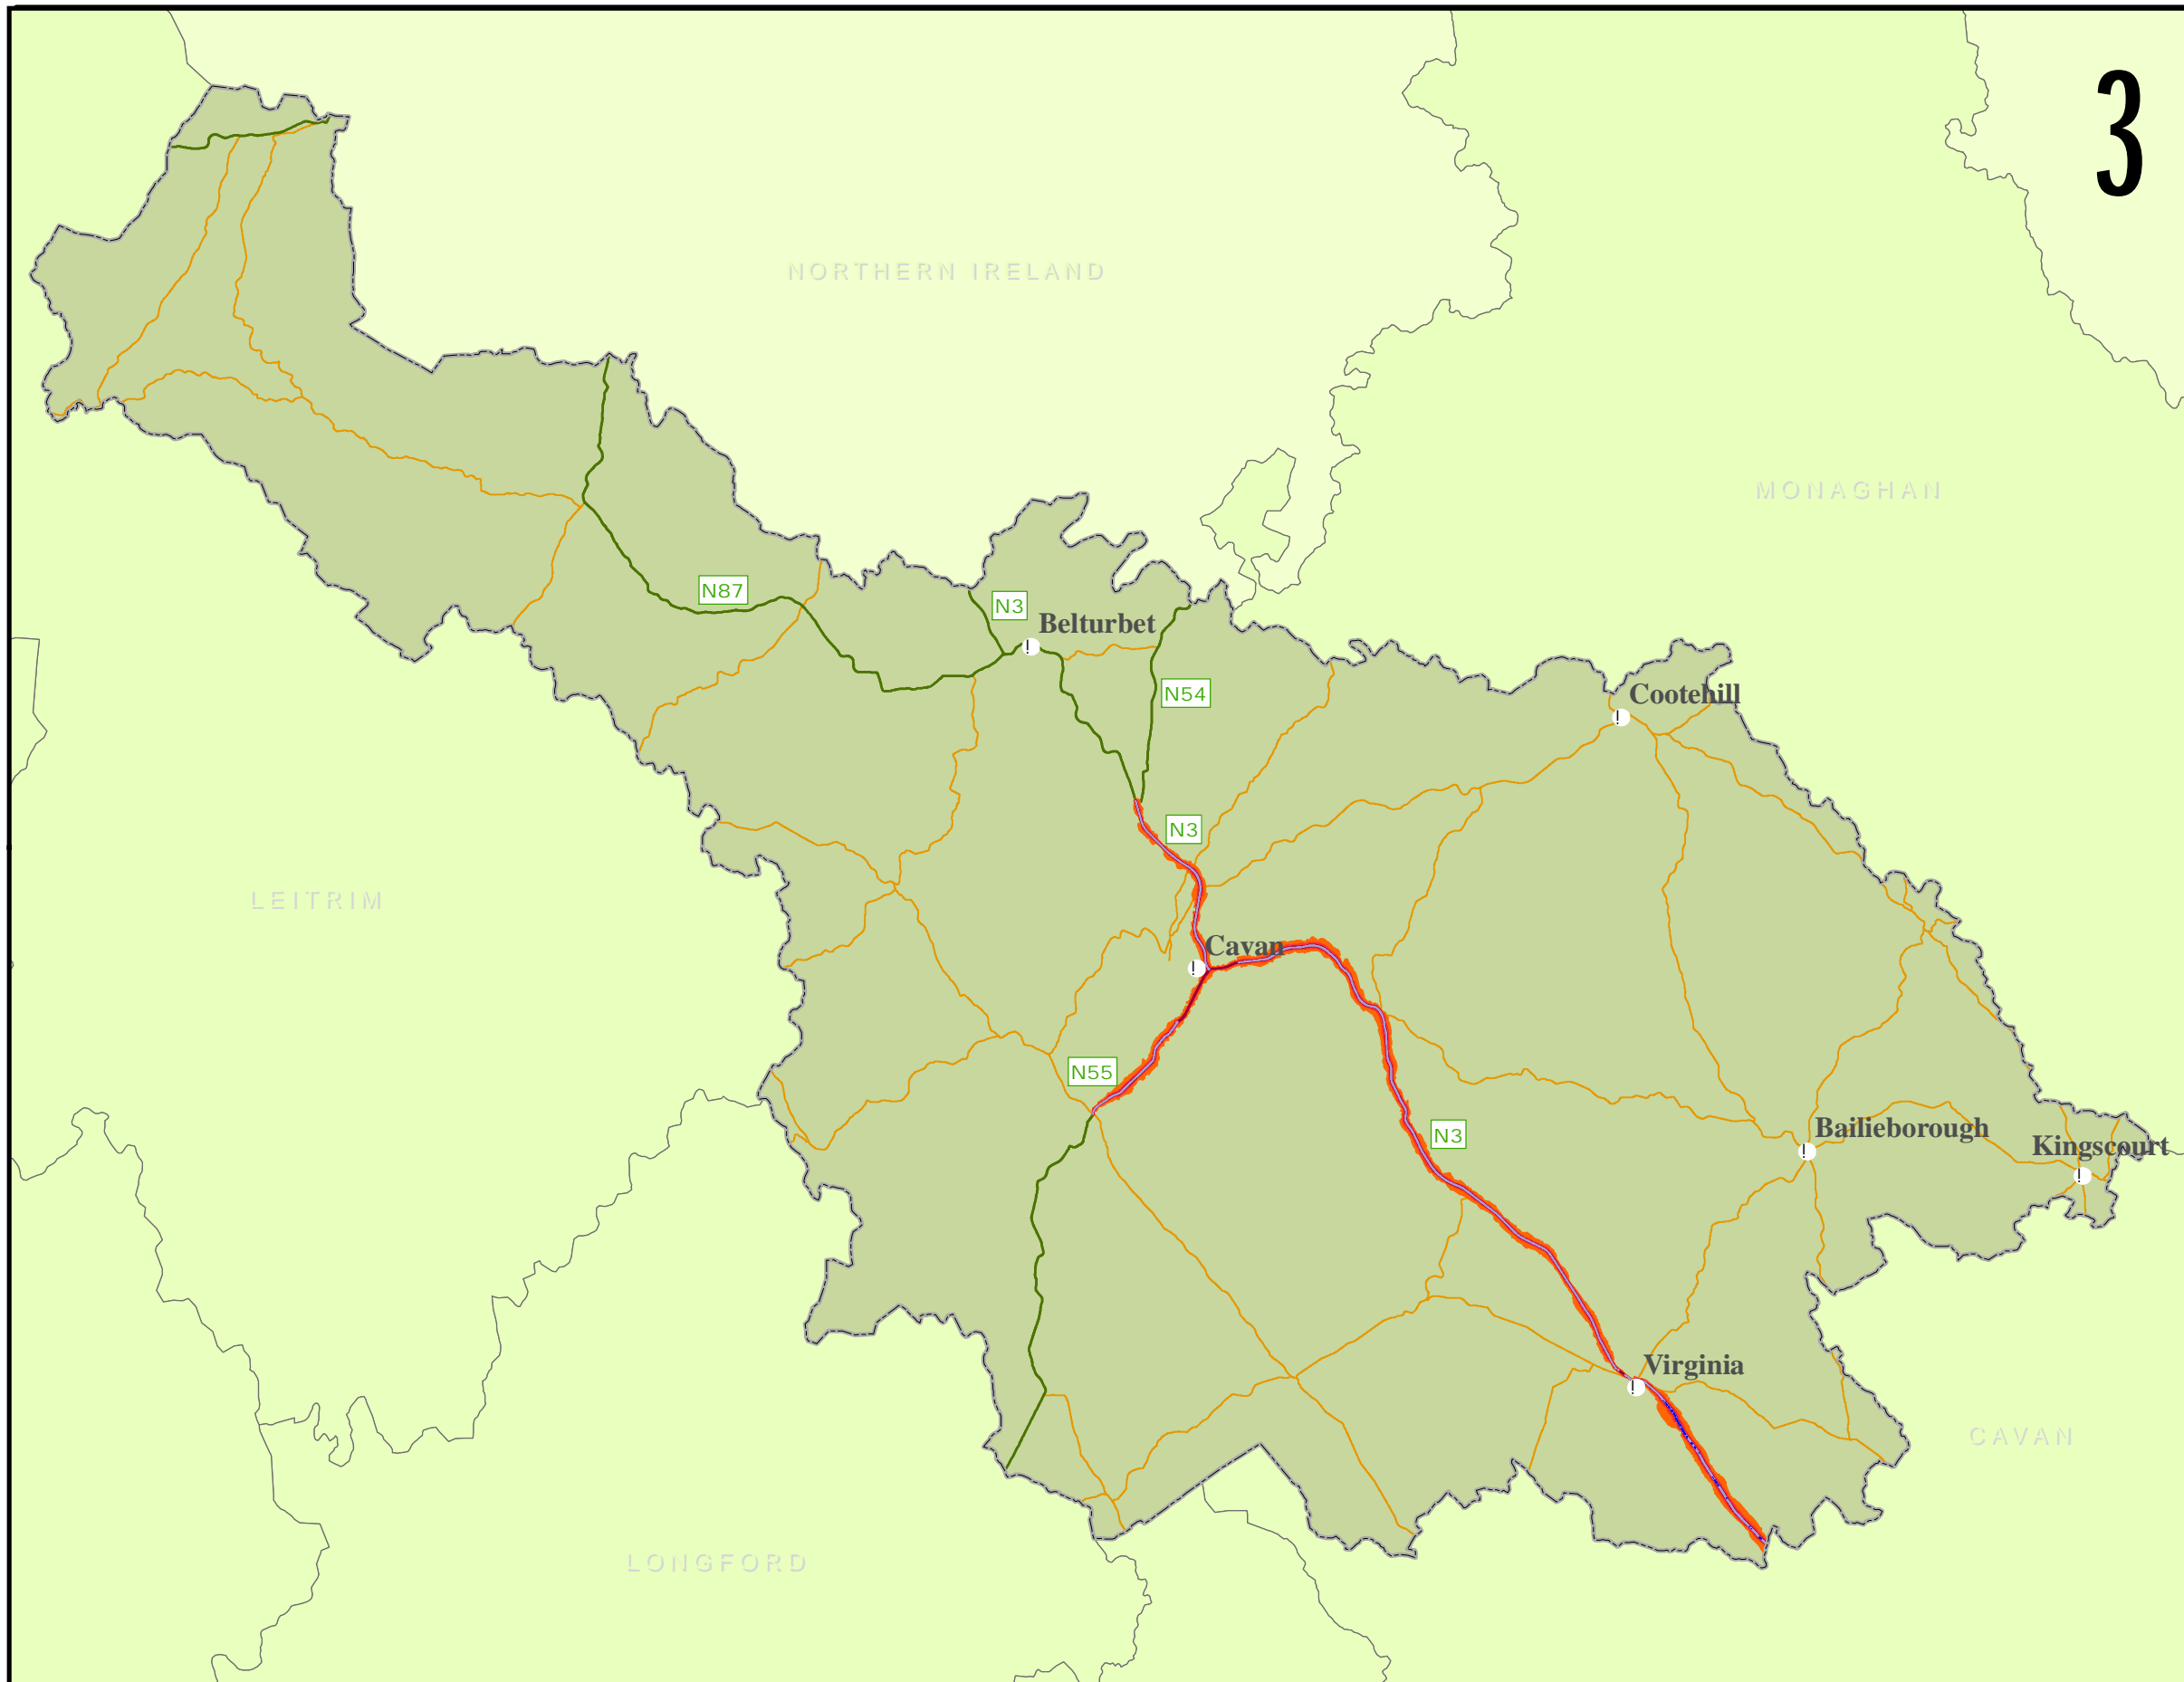 3
NORTHERN IRELAND
MONAGHAN
N87
N3
Belturbet
N54
Cootehill
N3
LEITRIM
Cavan
N55
N3
Bailieborough
Kingscourt
Virginia
CAVAN
LONGFORD